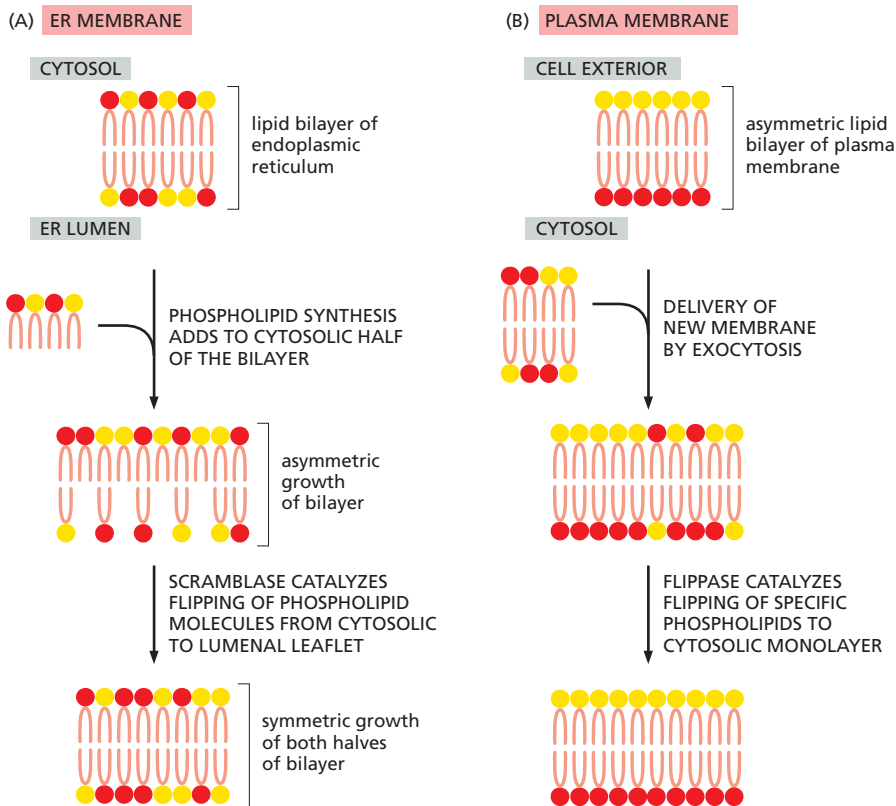 (A) ER MEMBRANE
CYTOSOL
lipid bilayer of
endoplasmic
reticulum
ER LUMEN
PHOSPHOLIPID SYNTHESIS
ADDS TO CYTOSOLIC HALF
OF THE BILAYER
asymmetric
growth
of bilayer
SCRAMBLASE CATALYZES
FLIPPING OF PHOSPHOLIPID
MOLECULES FROM CYTOSOLIC
TO LUMENAL LEAFLET
symmetric growth
of both halves
of bilayer
(B) PLASMA MEMBRANE
CELL EXTERIOR
asymmetric lipid
bilayer of plasma
membrane
CYTOSOL
DELIVERY OF
NEW MEMBRANE
BY EXOCYTOSIS
FLIPPASE CATALYZES
FLIPPING OF SPECIFIC
PHOSPHOLIPIDS TO
CYTOSOLIC MONOLAYER